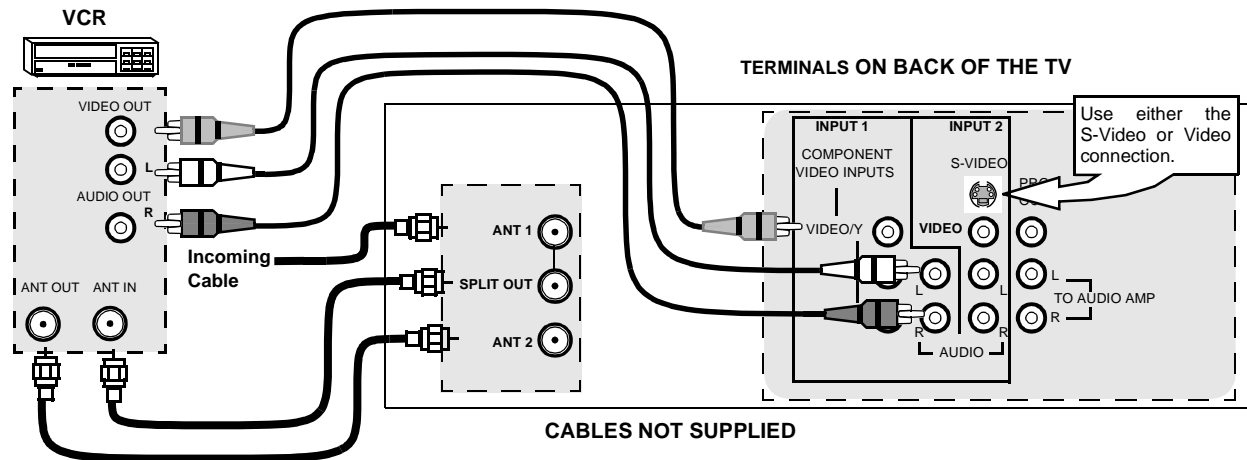 VCR
TERMINALS ON BACK OF THE TV
VIDEO OUT
L
AUDIO OUT
R
ANT OUT
ANT IN
Incoming
Cable
ANT 1
SPLIT OUT
ANT 2
INPUT 1
INPUT 2
COMPONENT
VIDEO INPUTS
S-VIDEO
VIDEO/Y
VIDEO
L
L
L
R
R
R
AUDIO
TO AUDIO AMP
Use either the
S-Video or Video
connection.
CABLES NOT SUPPLIED